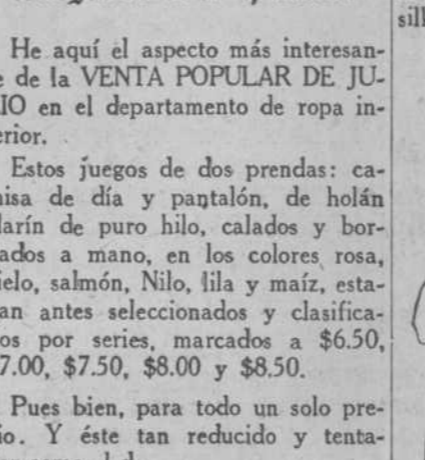 He aquí el aspecto más interesan-
e de la VENTA POPULAR DE JU-
IO en el departamento de ropa in-
erior.
Estos juegos de dos prendas: ca-
isa de día y pantalón, de holán
larín de puro hilo, calados y bor-
ados a mano, en los colores rosa,
ielo, salmón, Nilo, lila y maíz, esta-
an antes seleccionados y clasifica-
os por series, marcados a $6.50,
7.00, $7.50, $8.00 y $8.50.
Pues bien, para todo un solo pre-
io. Y éste tan reducido y tenta-
sill